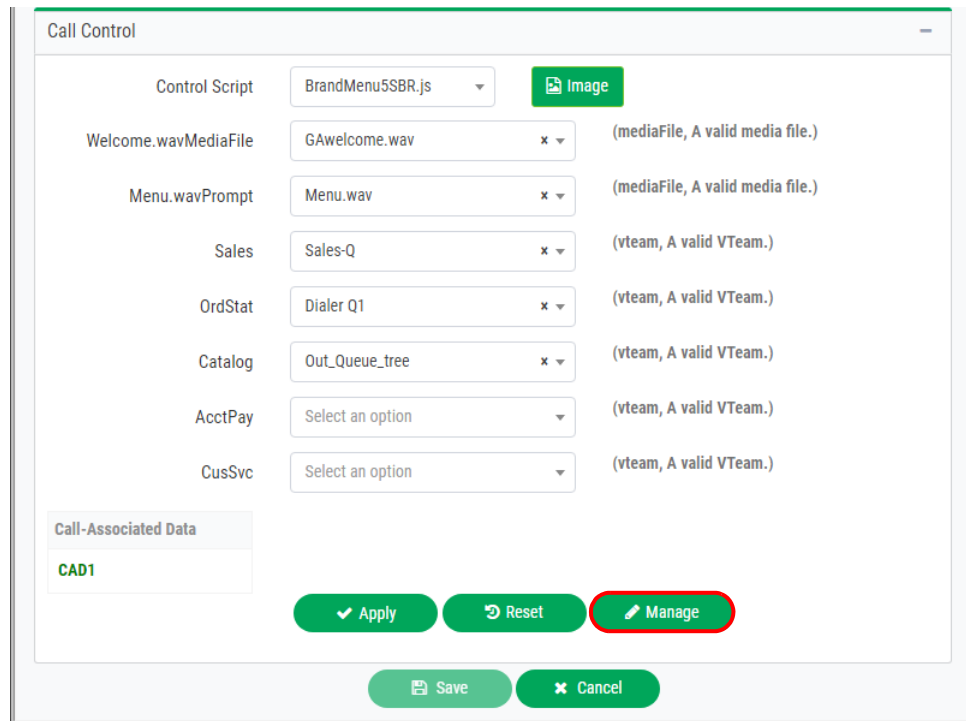 Call Control
Control Script BrandMenu5SBR.js Image
Welcome.wavMediaFile GAwelcome.wav (mediaFile, A valid media file.)
Menu.wavPrompt Menu.wav (mediaFile, A valid media file.)
Sales Sales-Q (vteam, A valid VTeam.)
OrdStat Dialer Q1 (vteam, A valid VTeam.)
Catalog Out_Queue_tree (vteam, A valid VTeam.)
AcctPay Select an option (vteam, A valid VTeam.)
CusSvc Select an option (vteam, A valid VTeam.)
Call-Associated Data
CAD1
Apply Reset Manage
Save Cancel